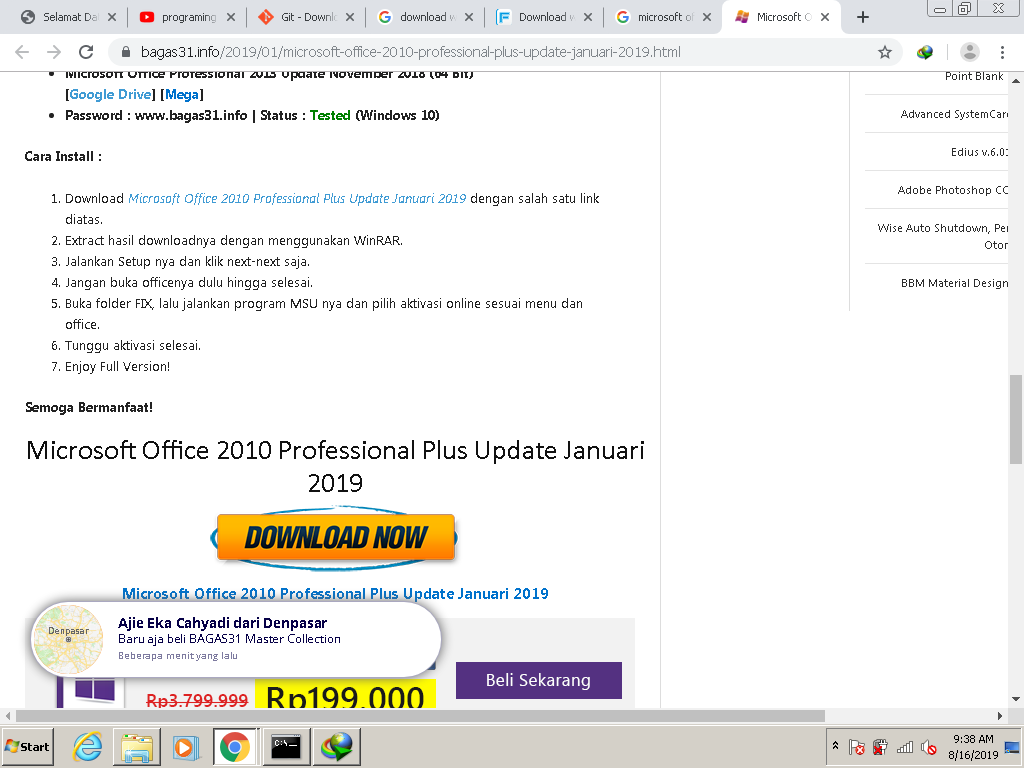 Selamat Da
programing
Git - Downl
download w
Download w
microsoft o
Microsoft O
bagas31.info/2019/01/microsoft-office-2010-professional-plus-update-januari-2019.html
Microsoft Office Professional 2013 Update November 2018 (64 Bit)
[Google Drive] [Mega]
Password : www.bagas31.info | Status : Tested (Windows 10)
Cara Install :
1. Download Microsoft Office 2010 Professional Plus Update Januari 2019 dengan salah satu link
diatas.
2. Extract hasil downloadnya dengan menggunakan WinRAR.
3. Jalankan Setup nya dan klik next-next saja.
4. Jangan buka officenya dulu hingga selesai.
5. Buka folder FIX, lalu jalankan program MSU nya dan pilih aktivasi online sesuai menu dan
office.
6. Tunggu aktivasi selesai.
7. Enjoy Full Version!
Semoga Bermanfaat!
Microsoft Office 2010 Professional Plus Update Januari
2019
DOWNLOAD NOW
Microsoft Office 2010 Professional Plus Update Januari 2019
Denpasar
Ajie Eka Cahyadi dari Denpasar
Baru aja beli BAGAS31 Master Collection
Beberapa menit yang lalu
Rp3.799.999
Rp199.000
Beli Sekarang
Point Blank
Advanced SystemCare
Edius v.6.03
Adobe Photoshop CC
Wise Auto Shutdown, Per
Otom
BBM Material Design
Start
9:38 AM
8/16/2019